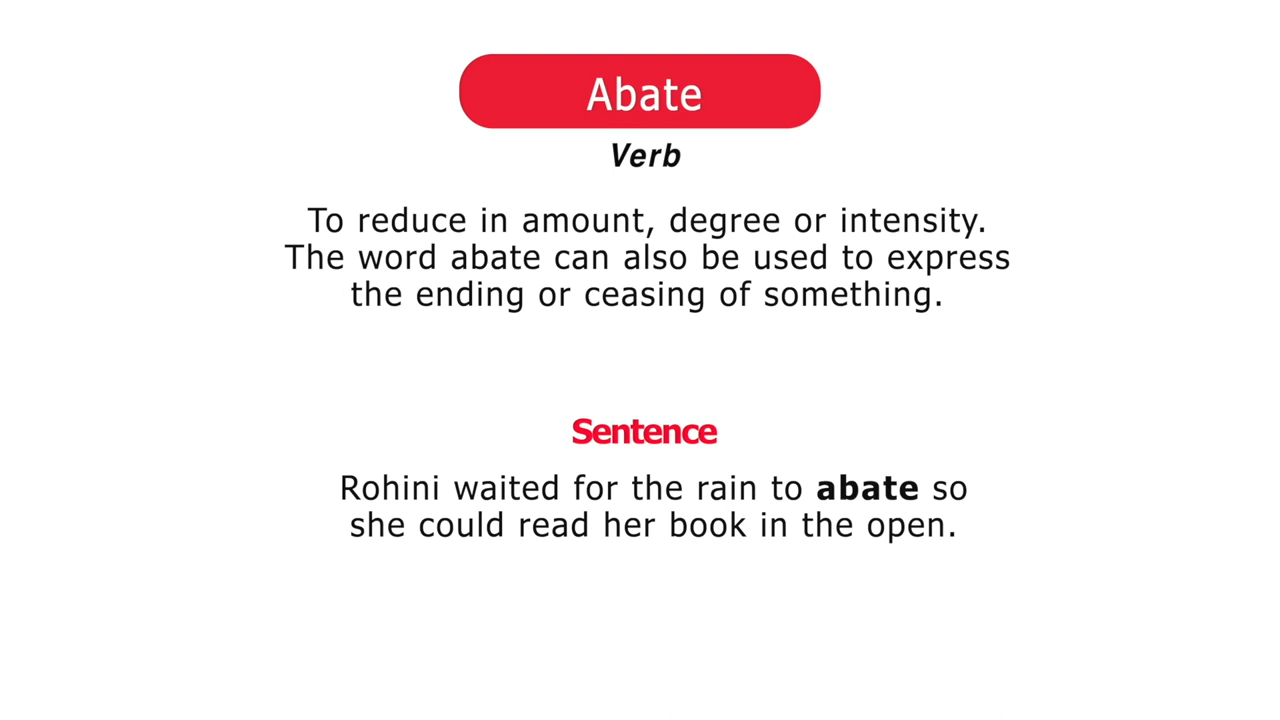 Abate
Verb
To reduce in amount, degree or intensity.
The word abate can also be used to express
the ending or ceasing of something.
Sentence
Rohini waited for the rain to abate so
she could read her book in the open.